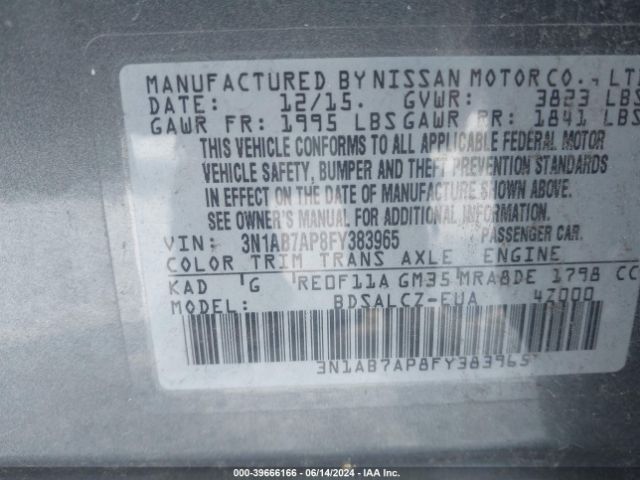 MANUFACTURED BY NISSAN MOTOR CO., LT
DATE: 12/15. GVWR: 3823 LBS
GAWR FR: 1995 LBS GAWR RR: 1841 LBS
THIS VEHICLE CONFORMS TO ALL APPLICABLE FEDERAL MOTOR
VEHICLE SAFETY, BUMPER AND THEFT PREVENTION STANDARDS
IN EFFECT ON THE DATE OF MANUFACTURE SHOWN ABOVE.
SEE OWNER'S MANUAL FOR ADDITIONAL INFORMATION.
VIN: 3N1AB7AP8FY383965 PASSENGER CAR.
COLOR TRIM TRANS AXLE ENGINE
KAD G RE0F11A GM35 MRA8DE 1798 CC
MODEL: BDSALCZ-EUA 4Z000
3N1AB7AP8FY383965
000-39666166 - 06/14/2024 - IAA Inc.